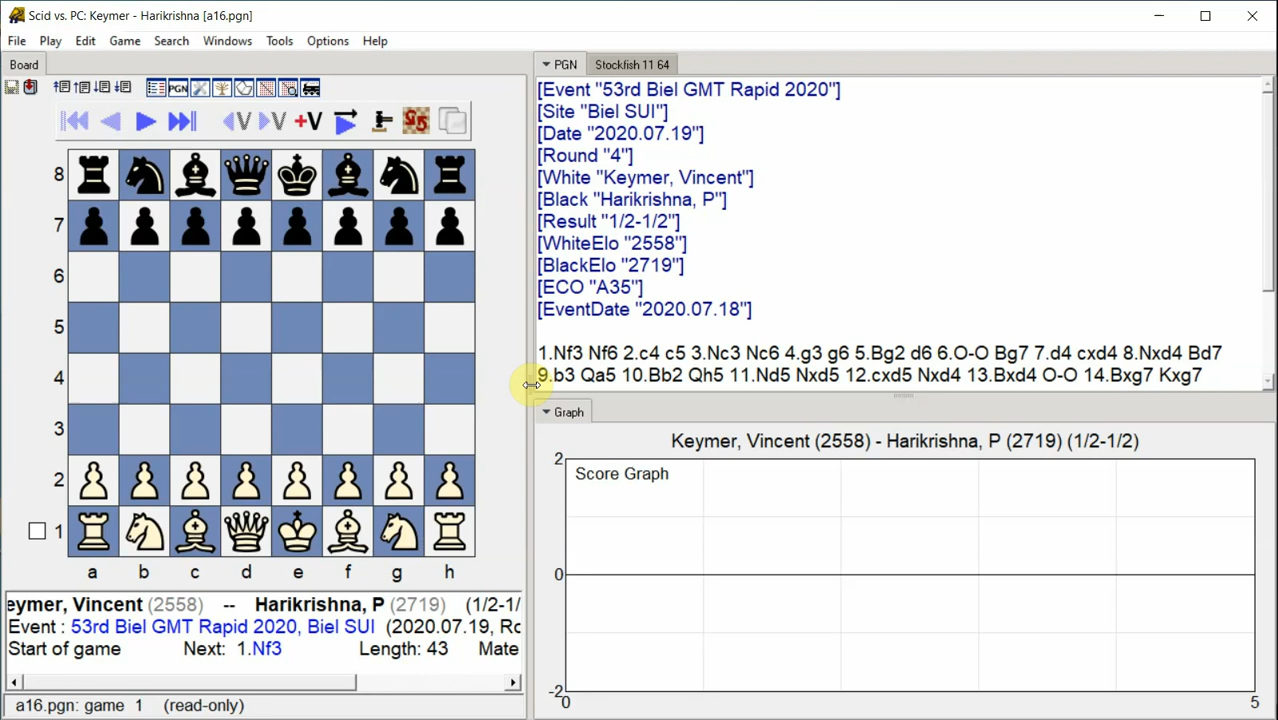 Scid vs. PC: Keymer - Harikrishna [a16.pgn]
File Play Edit Game Search Windows Tools Options Help
Board
PGN Stockfish 11 64
PGN
V V +V
8
7
6
5
4
3
2
1
a b c d e f g h
[Event "53rd Biel GMT Rapid 2020"]
[Site "Biel SUI"]
[Date "2020.07.19"]
[Round "4"]
[White "Keymer, Vincent"]
[Black "Harikrishna, P"]
[Result "1/2-1/2"]
[WhiteElo "2558"]
[BlackElo "2719"]
[ECO "A35"]
[EventDate "2020.07.18"]
1.Nf3 Nf6 2.c4 c5 3.Nc3 Nc6 4.g3 g6 5.Bg2 d6 6.O-O Bg7 7.d4 cxd4 8.Nxd4 Bd7
9.b3 Qa5 10.Bb2 Qh5 11.Nd5 Nxd5 12.cxd5 Nxd4 13.Bxd4 O-O 14.Bxg7 Kxg7
Graph
Keymer, Vincent (2558) - Harikrishna, P (2719) (1/2-1/2)
2
Score Graph
0
-2
0 5
eymer, Vincent (2558) -- Harikrishna, P (2719) (1/2-1/
Event : 53rd Biel GMT Rapid 2020, Biel SUI (2020.07.19, Ro
Start of game Next: 1.Nf3 Length: 43 Mate
a16.pgn: game 1 (read-only)